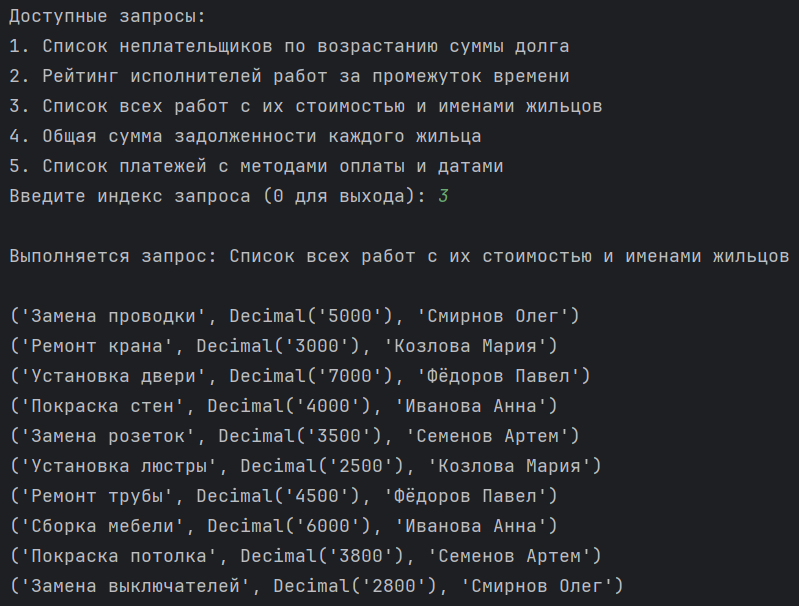 Доступные запросы:
1. Список неплательщиков по возрастанию суммы долга
2. Рейтинг исполнителей работ за промежуток времени
3. Список всех работ с их стоимостью и именами жильцов
4. Общая сумма задолженности каждого жильца
5. Список платежей с методами оплаты и датами
Введите индекс запроса (0 для выхода): 3
Выполняется запрос: Список всех работ с их стоимостью и именами жильцов
('Замена проводки', Decimal('5000'), 'Смирнов Олег')
('Ремонт крана', Decimal('3000'), 'Козлова Мария')
('Установка двери', Decimal('7000'), 'Фёдоров Павел')
('Покраска стен', Decimal('4000'), 'Иванова Анна')
('Замена розеток', Decimal('3500'), 'Семенов Артем')
('Установка люстры', Decimal('2500'), 'Козлова Мария')
('Ремонт трубы', Decimal('4500'), 'Фёдоров Павел')
('Сборка мебели', Decimal('6000'), 'Иванова Анна')
('Покраска потолка', Decimal('3800'), 'Семенов Артем')
('Замена выключателей', Decimal('2800'), 'Смирнов Олег')